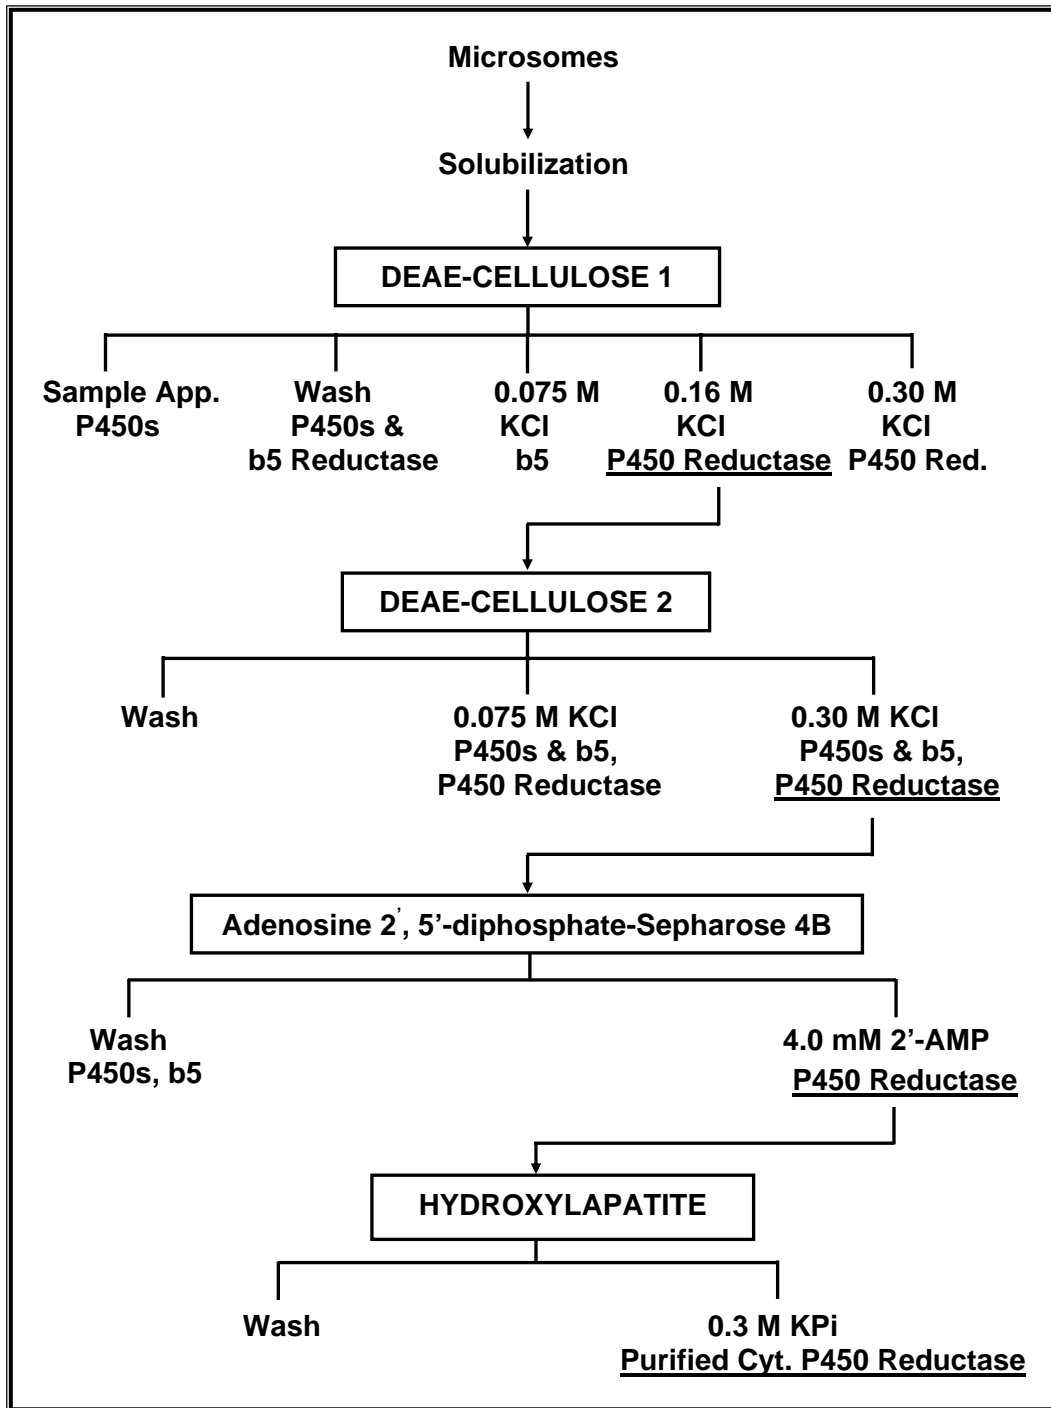 Microsomes
Solubilization
DEAE-CELLULOSE 1
Sample App.
P450s
Wash
P450s &
b5 Reductase
0.075 M
KCl
b5
0.16 M
KCl
P450 Reductase
0.30 M
KCl
P450 Red.
DEAE-CELLULOSE 2
Wash
0.075 M KCl
P450s & b5,
P450 Reductase
0.30 M KCl
P450s & b5,
P450 Reductase
Adenosine 2', 5’-diphosphate-Sepharose 4B
Wash
P450s, b5
4.0 mM 2’-AMP
P450 Reductase
HYDROXYLAPATITE
Wash
0.3 M KPi
Purified Cyt. P450 Reductase